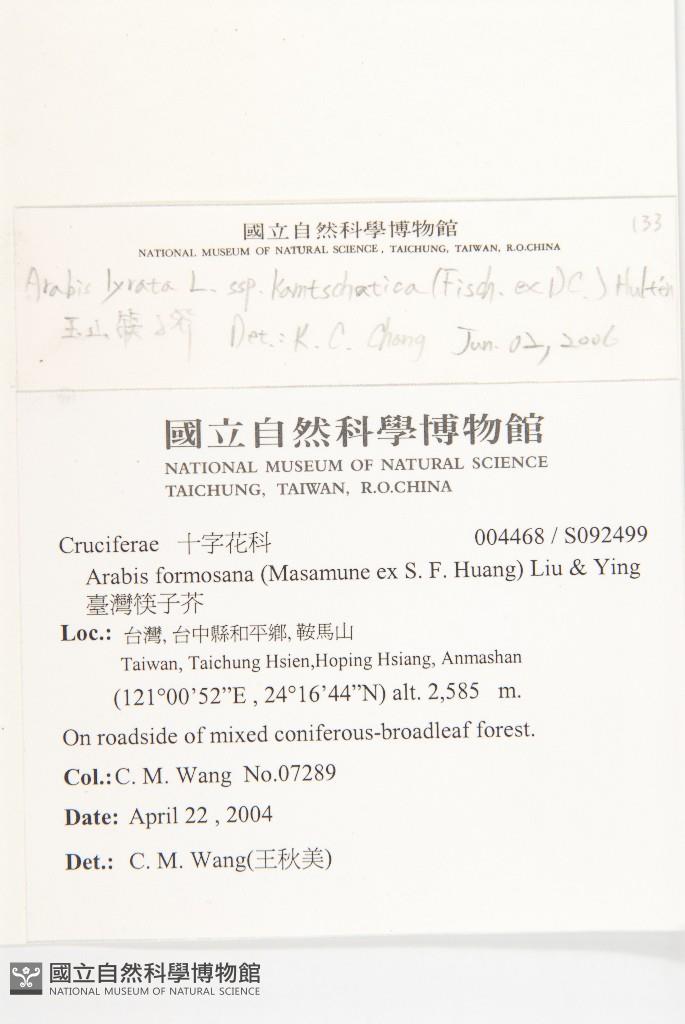 國立自然科學博物館
133
NATIONAL MUSEUM OF NATURAL SCIENCE, TAICHUNG, TAIWAN, R.O.CHINA
Arabis lyrata L. ssp. kamtschatica (Fisch. ex DC.) Hultén
玉山筷子芥 Det.: K. C. Chang Jun. 02, 2006
國立自然科學博物館
NATIONAL MUSEUM OF NATURAL SCIENCE
TAICHUNG, TAIWAN, R.O.CHINA
Cruciferae 十字花科 004468 / S092499
Arabis formosana (Masamune ex S. F. Huang) Liu & Ying
臺灣筷子芥
Loc.: 台灣, 台中縣和平鄉, 鞍馬山
Taiwan, Taichung Hsien,Hoping Hsiang, Anmashan
(121°00’52”E , 24°16’44”N) alt. 2,585 m.
On roadside of mixed coniferous-broadleaf forest.
Col.: C. M. Wang No.07289
Date: April 22 , 2004
Det.: C. M. Wang(王秋美)
國立自然科學博物館
NATIONAL MUSEUM OF NATURAL SCIENCE